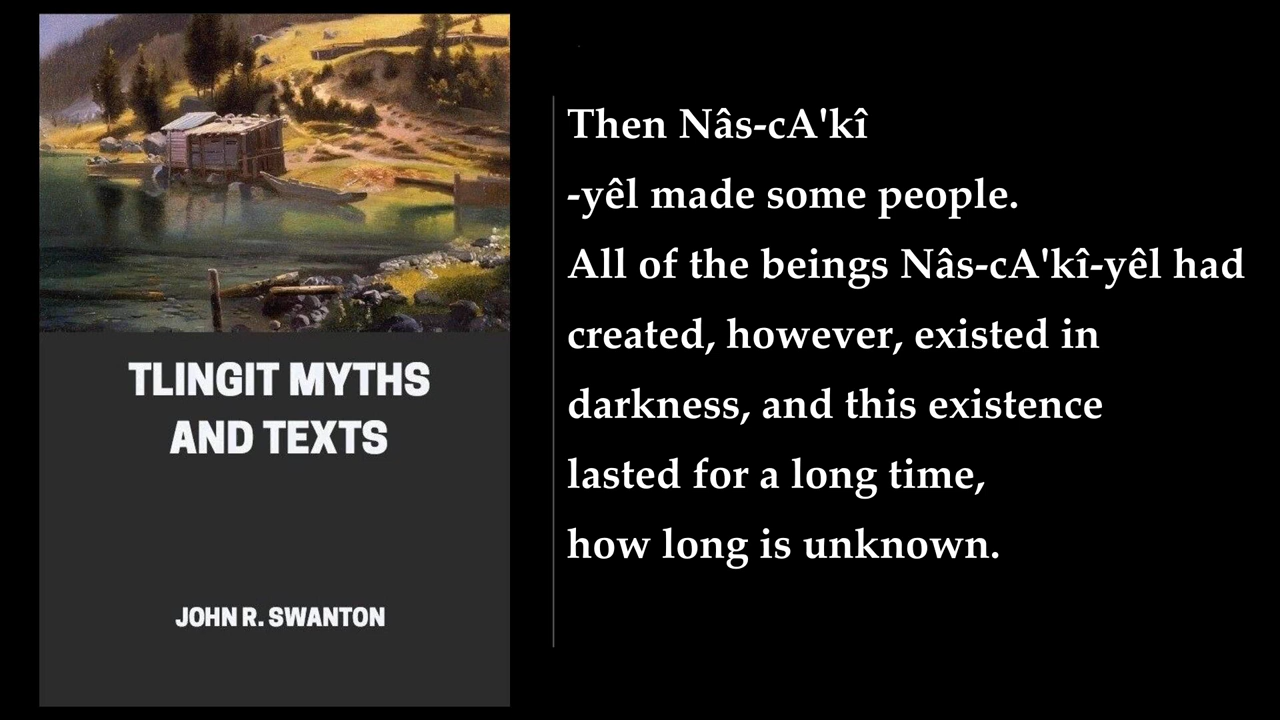 TLINGIT MYTHS
AND TEXTS
JOHN R. SWANTON
Then Nâs-cA'kî
-yêl made some people.
All of the beings Nâs-cA'kî-yêl had
created, however, existed in
darkness, and this existence
lasted for a long time,
how long is unknown.